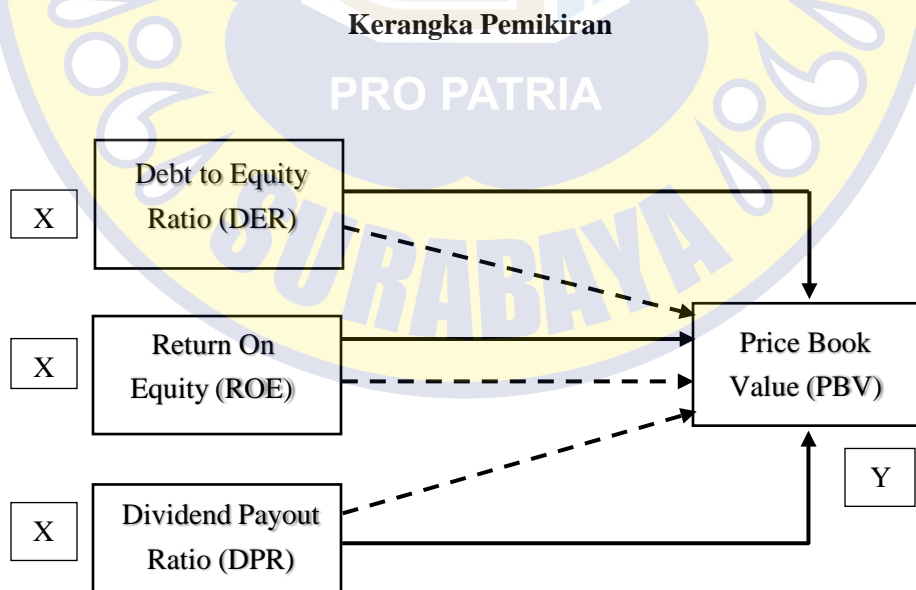 Kerangka Pemikiran
PRO PATRIA
SURABAYA
X
Debt to Equity
Ratio (DER)
X
Return On
Equity (ROE)
Price Book
Value (PBV)
Y
X
Dividend Payout
Ratio (DPR)